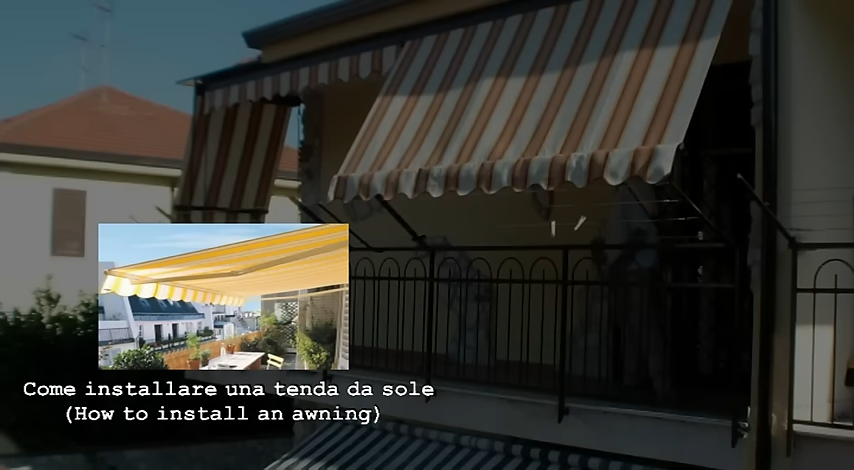 Come installare una tenda da sole
(How to install an awning)